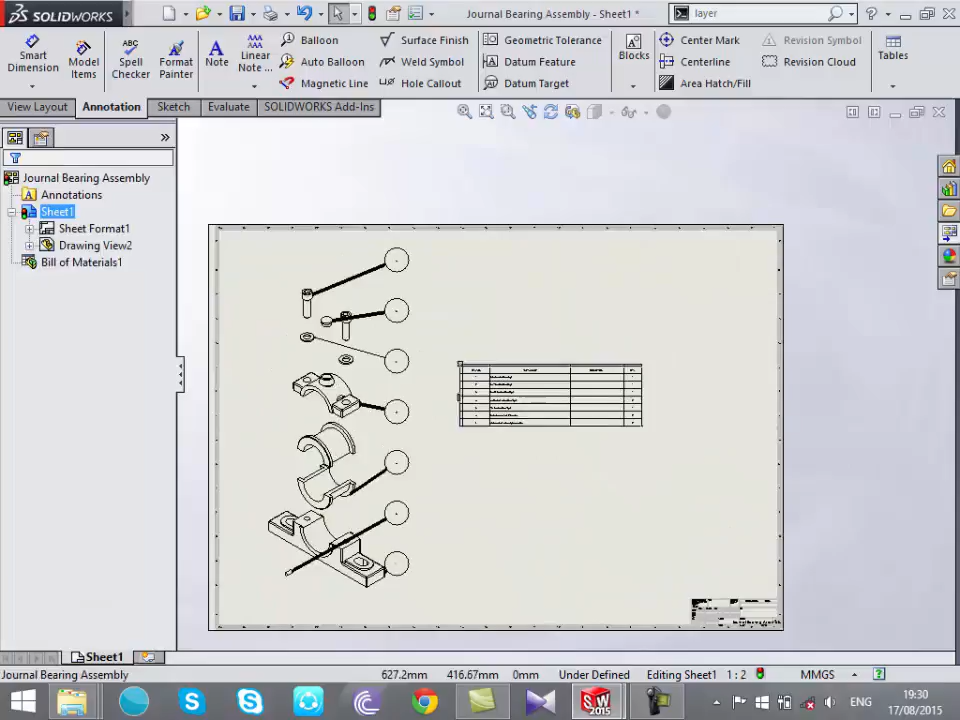 SOLIDWORKS
Journal Bearing Assembly - Sheet1 *
layer
Smart Dimension
Model Items
Spell Checker
Format Painter
Note
Linear Note ...
Balloon
Auto Balloon
Magnetic Line
Surface Finish
Weld Symbol
Hole Callout
Geometric Tolerance
Datum Feature
Datum Target
Blocks
Center Mark
Centerline
Area Hatch/Fill
Revision Symbol
Revision Cloud
Tables
View Layout
Annotation
Sketch
Evaluate
SOLIDWORKS Add-Ins
Journal Bearing Assembly
Annotations
Sheet1
Sheet Format1
Drawing View2
Bill of Materials1
Sheet1
Journal Bearing Assembly
627.2mm
416.67mm
0mm
Under Defined
Editing Sheet1
1 : 2
MMGS
ENG
19:30
17/08/2015